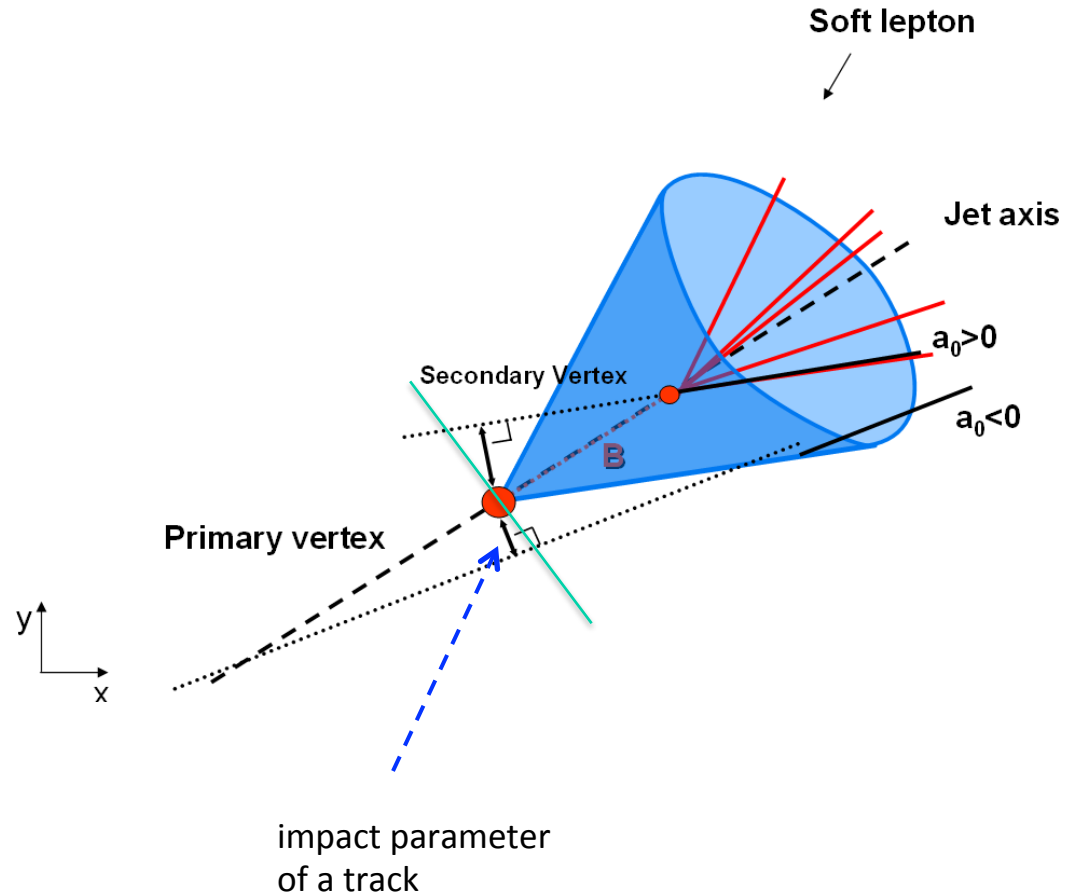 Soft lepton
Jet axis
a₀>0
Secondary Vertex
a₀<0
B
Primary vertex
y
x
impact parameter
of a track